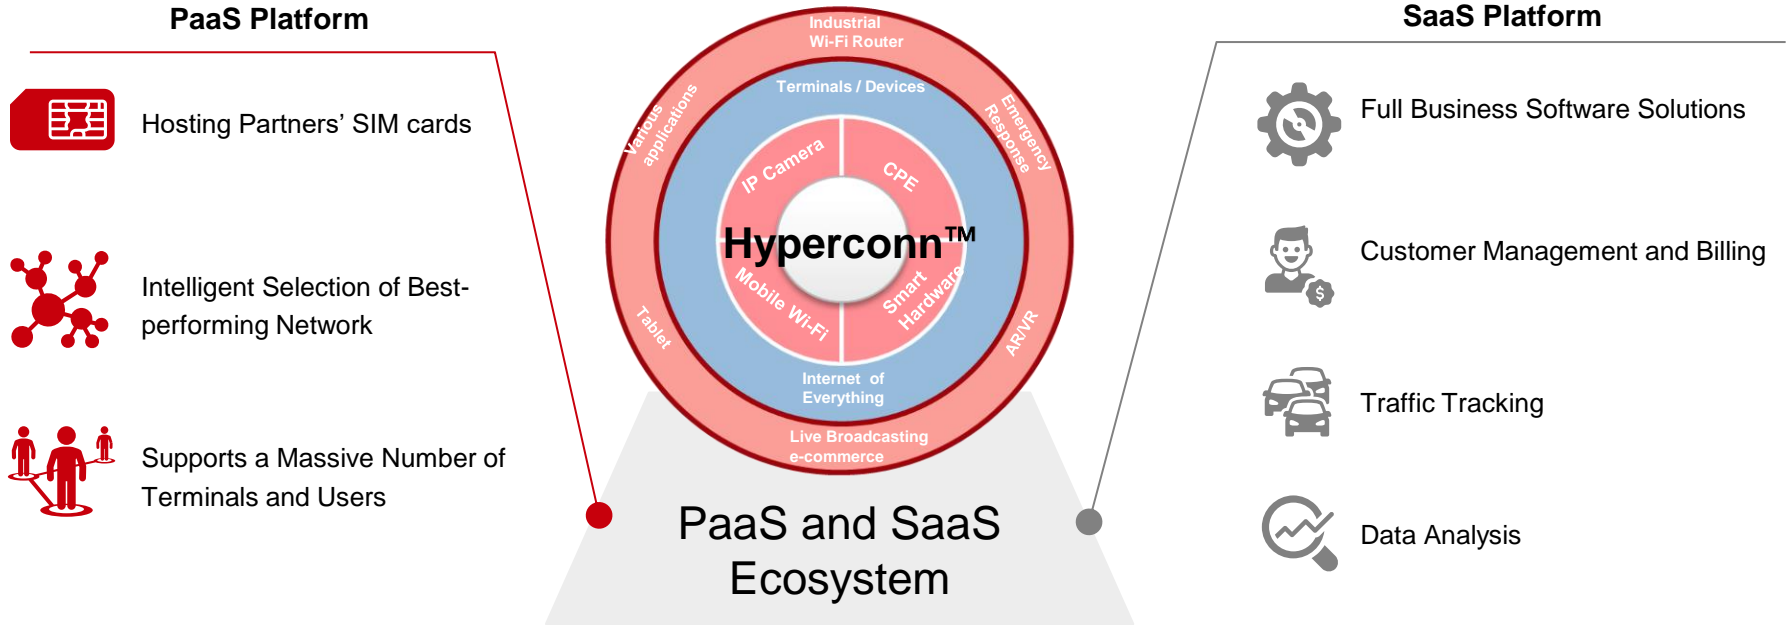 PaaS Platform
Hosting Partners’ SIM cards
Intelligent Selection of Best-
performing Network
Supports a Massive Number of
Terminals and Users
Industrial
Wi-Fi Router
Various
applications
Emergency
Response
Terminals / Devices
IP Camera
CPE
Hyperconn™
Mobile Wi-Fi
Smart
Hardware
Tablet
AR/VR
Internet of
Everything
Live Broadcasting
e-commerce
PaaS and SaaS
Ecosystem
SaaS Platform
Full Business Software Solutions
Customer Management and Billing
$
Traffic Tracking
Data Analysis